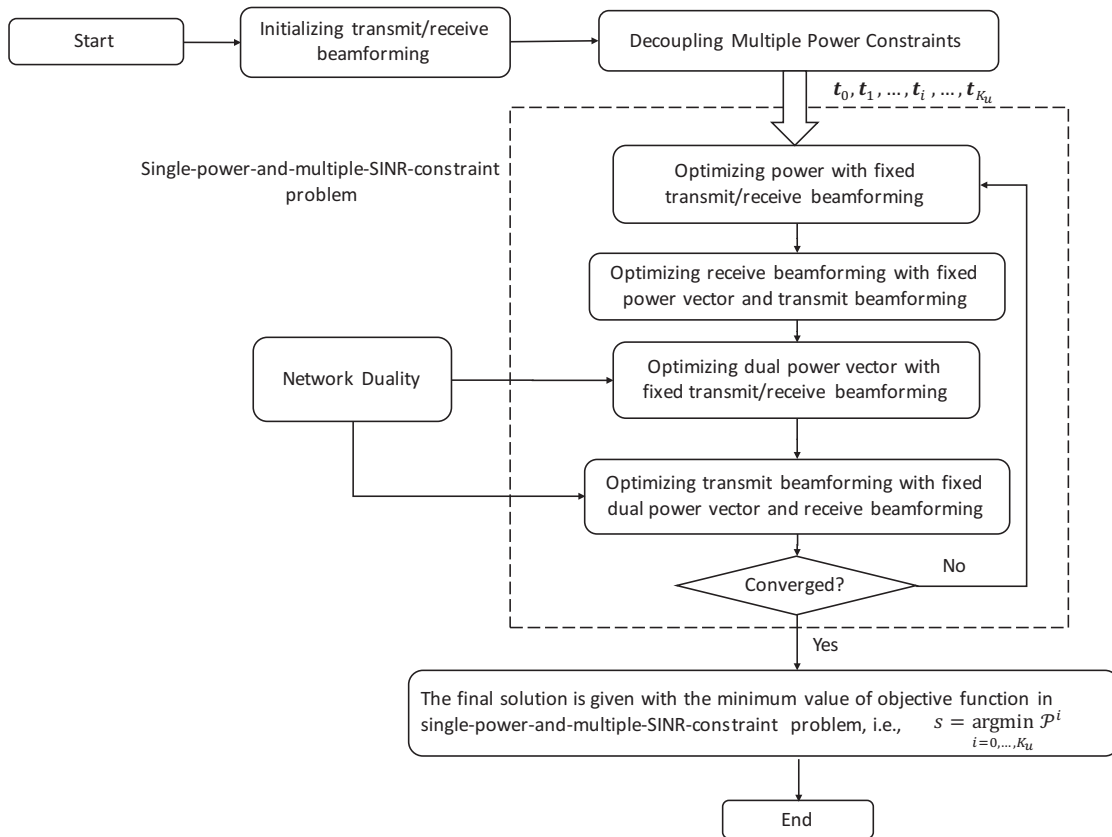 Start
Initializing transmit/receive
beamforming
Decoupling Multiple Power Constraints
𝒕₀, 𝒕₁, …, 𝒕ᵢ, …, 𝒕_{K_u}
Single-power-and-multiple-SINR-constraint
problem
Optimizing power with fixed
transmit/receive beamforming
Optimizing receive beamforming with fixed
power vector and transmit beamforming
Network Duality
Optimizing dual power vector with
fixed transmit/receive beamforming
Optimizing transmit beamforming with fixed
dual power vector and receive beamforming
Converged?
No
Yes
The final solution is given with the minimum value of objective function in
single-power-and-multiple-SINR-constraint problem, i.e., s = argmin 𝒫ⁱ
i=0,…,K_u
End